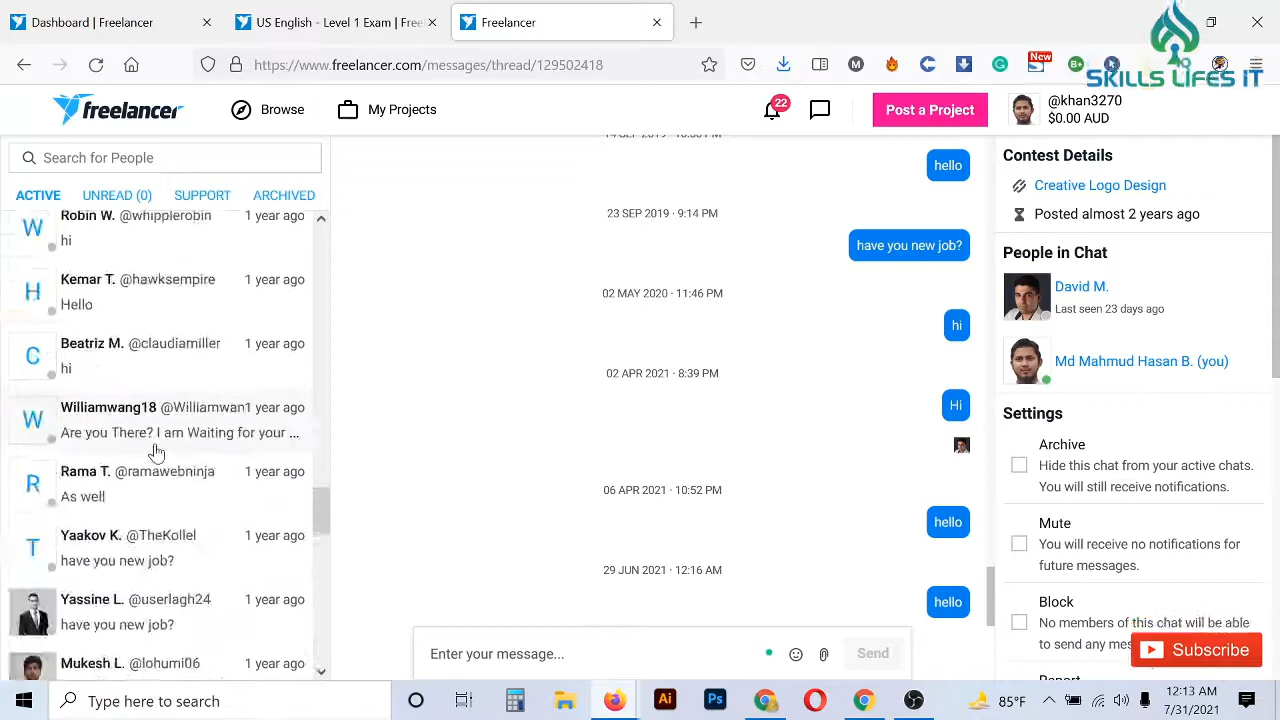 Dashboard | Freelancer
US English - Level 1 Exam | Free
Freelancer
SKILLS LIFES IT
https://www.freelancer.com/messages/thread/129502418
New
freelancer
Browse
My Projects
22
Post a Project
@khan3270
$0.00 AUD
Search for People
ACTIVE
UNREAD (0)
SUPPORT
ARCHIVED
W
Robin W. @whipplerobin
1 year ago
hi
H
Kemar T. @hawksempire
1 year ago
Hello
C
Beatriz M. @claudiamiller
1 year ago
hi
W
Williamwang18 @Williamwan
1 year ago
Are you There? I am Waiting for your ...
R
Rama T. @ramawebninja
1 year ago
As well
T
Yaakov K. @TheKollel
1 year ago
have you new job?
Yassine L. @userlagh24
1 year ago
have you new job?
Mukesh L. @lohumi06
1 year ago
hello
23 SEP 2019 · 9:14 PM
have you new job?
02 MAY 2020 · 11:46 PM
hi
02 APR 2021 · 8:39 PM
Hi
06 APR 2021 · 10:52 PM
hello
29 JUN 2021 · 12:16 AM
hello
Enter your message...
Send
Contest Details
Creative Logo Design
Posted almost 2 years ago
People in Chat
David M.
Last seen 23 days ago
Md Mahmud Hasan B. (you)
Settings
Archive
Hide this chat from your active chats.
You will still receive notifications.
Mute
You will receive no notifications for
future messages.
Block
No members of this chat will be able
to send any mes
Subscribe
Type here to search
Ai
Ps
85°F
12:13 AM
7/31/2021